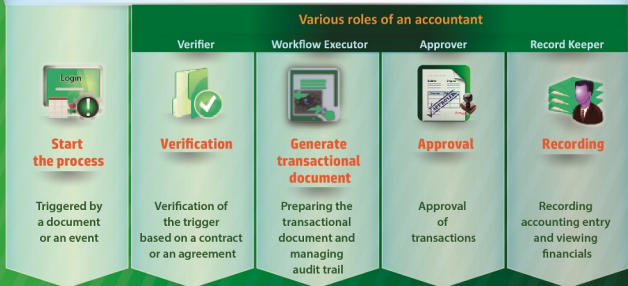 Various roles of an accountant
Verifier
Workflow Executor
Approver
Record Keeper
Login
APPROVED
Start
the process
Verification
Generate
transactional
document
Approval
Recording
Triggered by
a document
or an event
Verification of
the trigger
based on a contract
or an agreement
Preparing the
transactional
document and
managing
audit trail
Approval
of
transactions
Recording
accounting entry
and viewing
financials